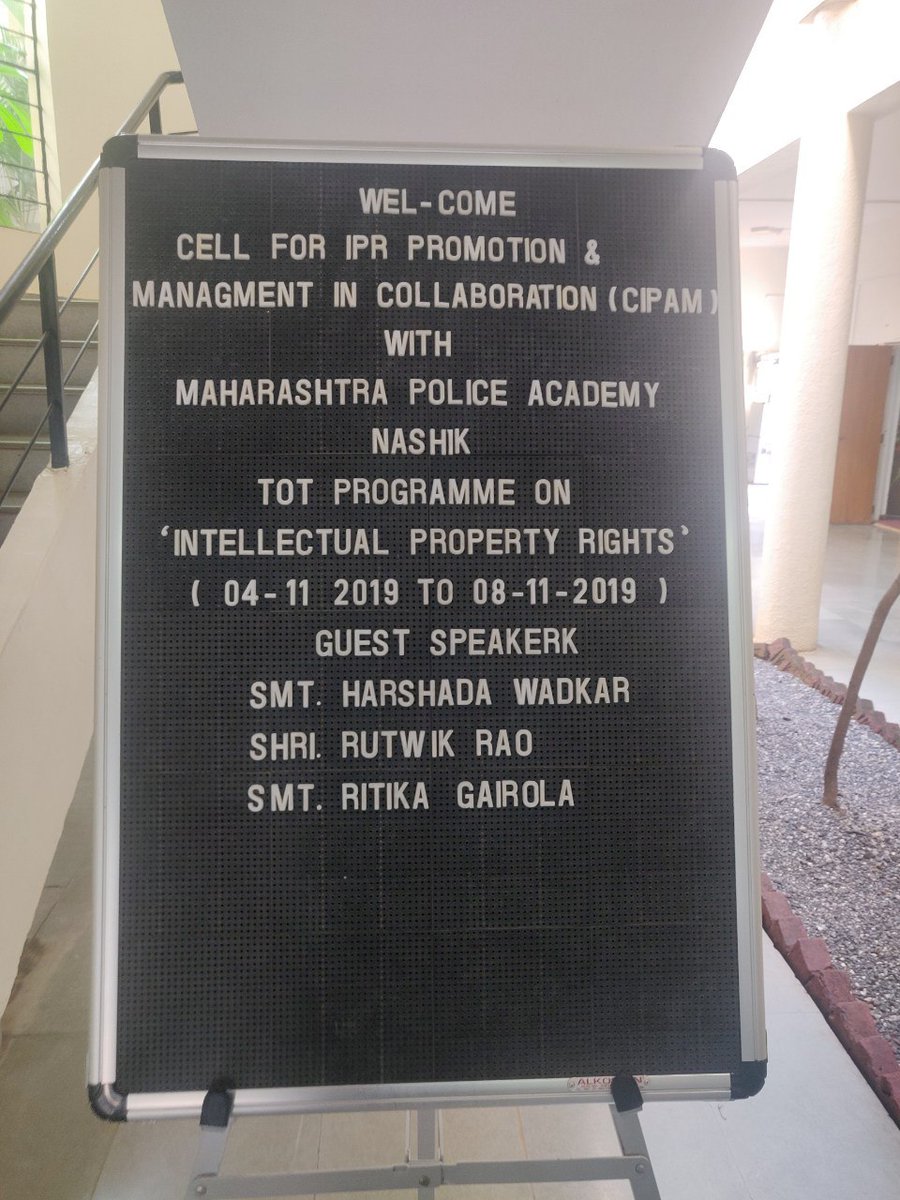 WEL-COME
CELL FOR IPR PROMOTION &
MANAGMENT IN COLLABORATION (CIPAM)
WITH
MAHARASHTRA POLICE ACADEMY
NASHIK
TOT PROGRAMME ON
‘INTELLECTUAL PROPERTY RIGHTS’
( 04-11 2019 TO 08-11-2019 )
GUEST SPEAKERK
SMT. HARSHADA WADKAR
SHRI. RUTWIK RAO
SMT. RITIKA GAIROLA